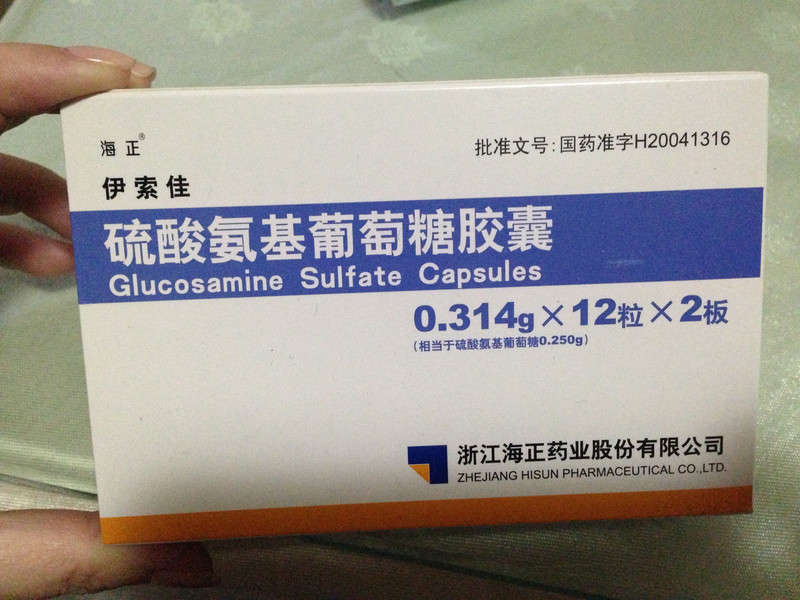 海正®
批准文号:国药准字H20041316
伊索佳
硫酸氨基葡萄糖胶囊
Glucosamine Sulfate Capsules
0.314g×12粒×2板
(相当于硫酸氨基葡萄糖0.250g)
浙江海正药业股份有限公司
ZHEJIANG HISUN PHARMACEUTICAL CO.,LTD.